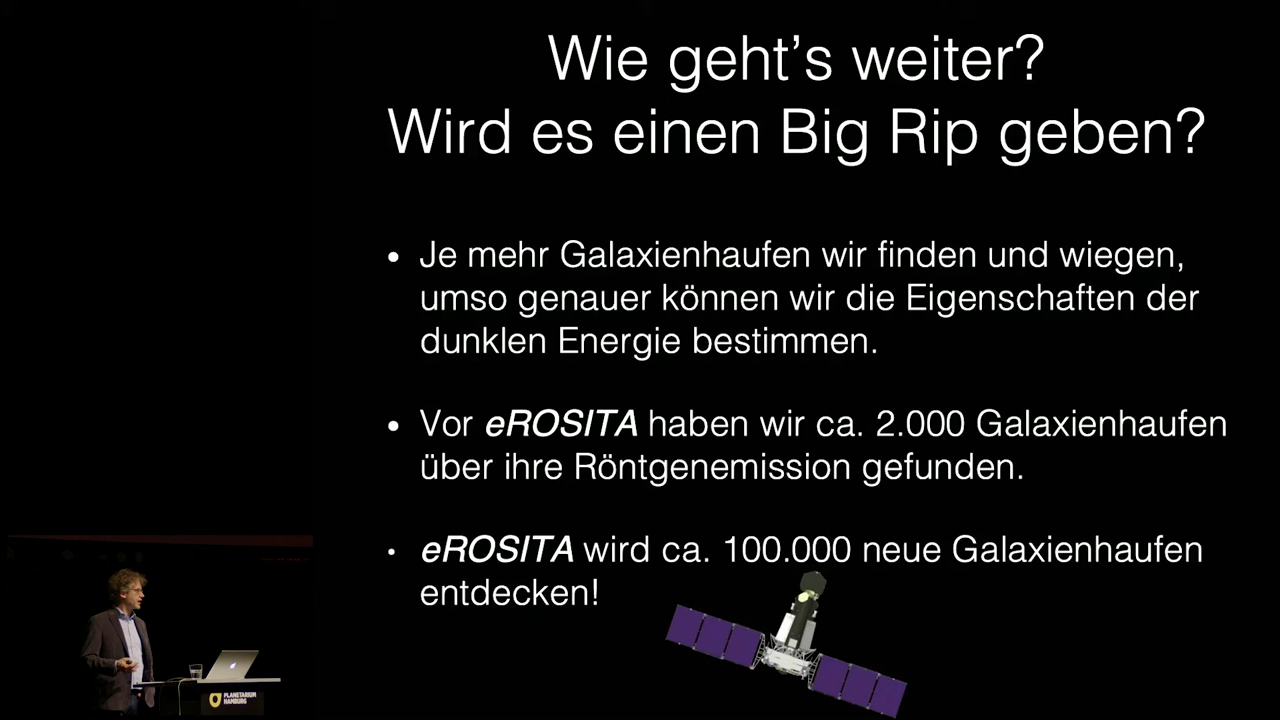 Wie geht's weiter?
Wird es einen Big Rip geben?
• Je mehr Galaxienhaufen wir finden und wiegen,
umso genauer können wir die Eigenschaften der
dunklen Energie bestimmen.
• Vor eROSITA haben wir ca. 2.000 Galaxienhaufen
über ihre Röntgenemission gefunden.
• eROSITA wird ca. 100.000 neue Galaxienhaufen
entdecken!
PLANETARIUM
HAMBURG